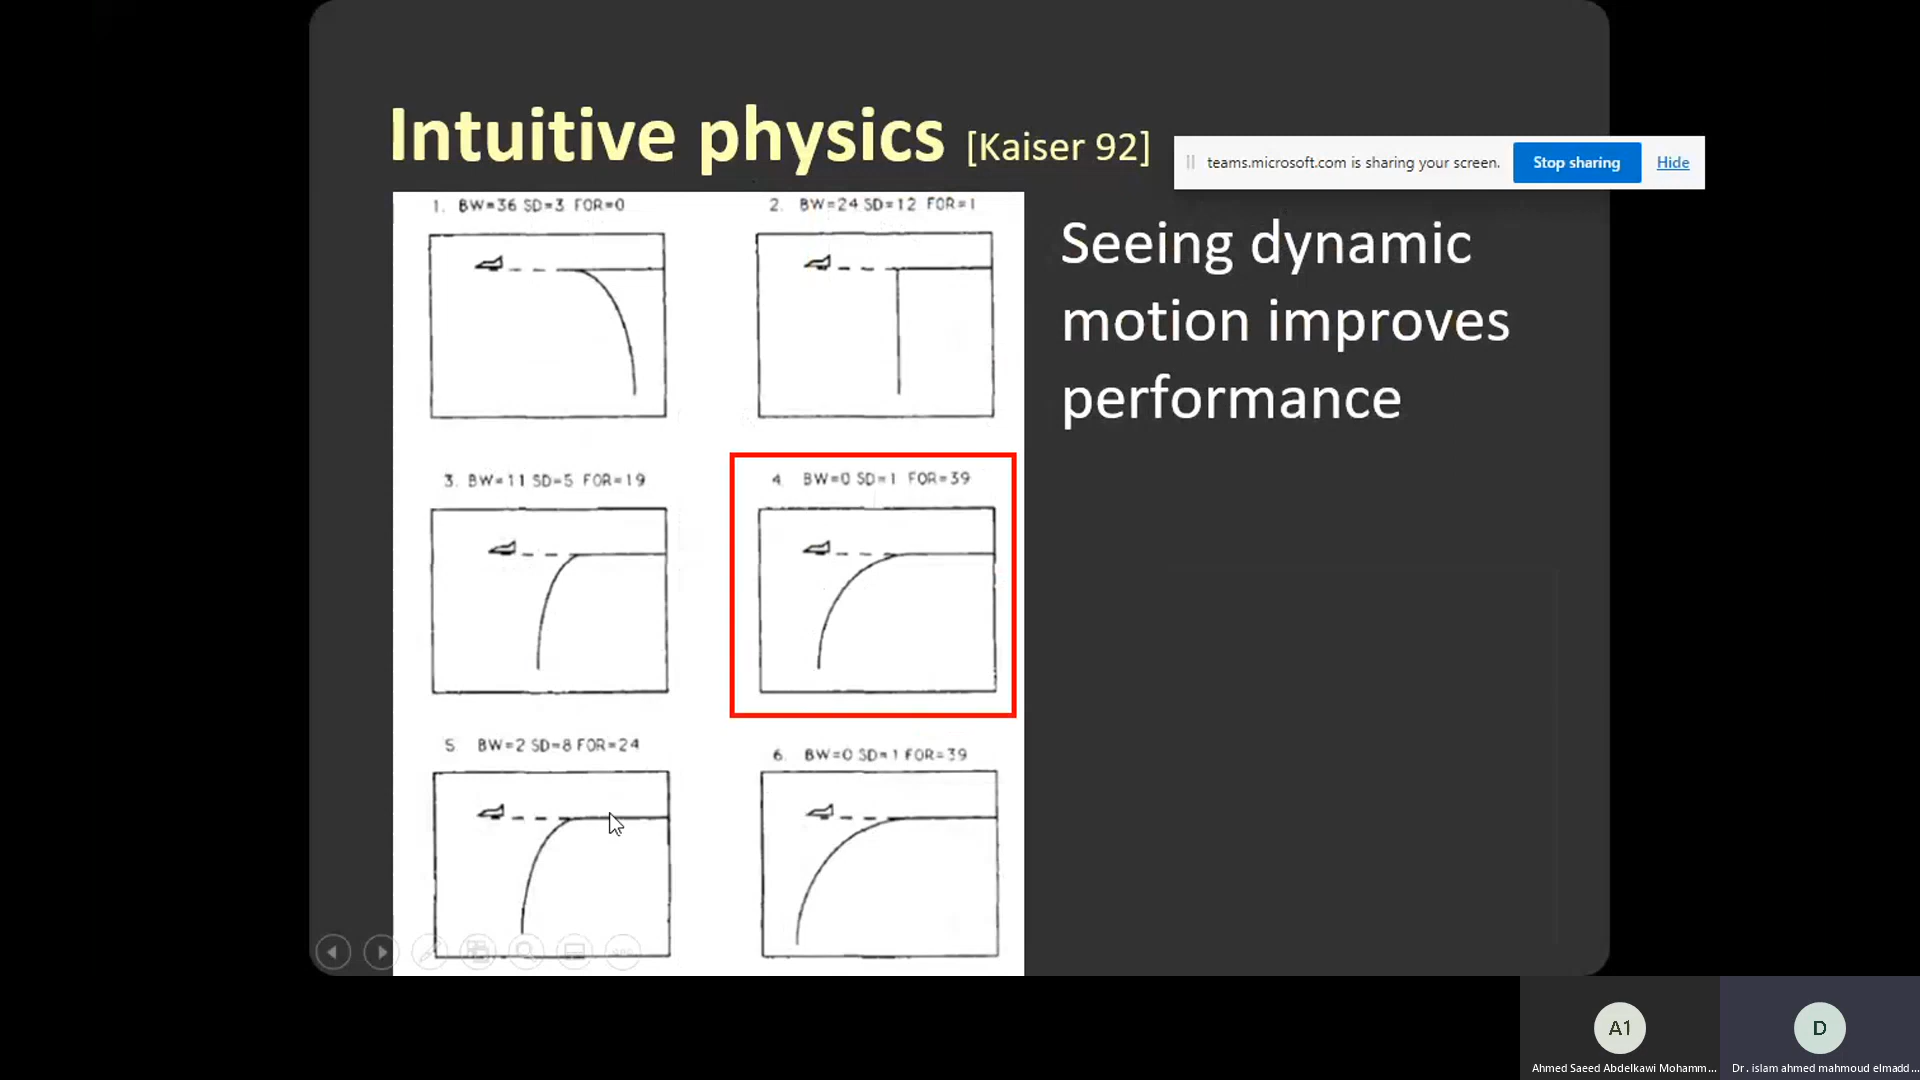 Intuitive physics [Kaiser 92]
teams.microsoft.com is sharing your screen.
Stop sharing
Hide
1. BW=36 SD=3 FOR=0
2. BW=24 SD=12 FOR=1
Seeing dynamic
motion improves
performance
3. BW=11 SD=5 FOR=19
4. BW=0 SD=1 FOR=39
5. BW=2 SD=8 FOR=24
6. BW=0 SD=1 FOR=39
A1
D
Ahmed Saeed Abdelkawi Mohamm...
Dr. islam ahmed mahmoud elmadd...